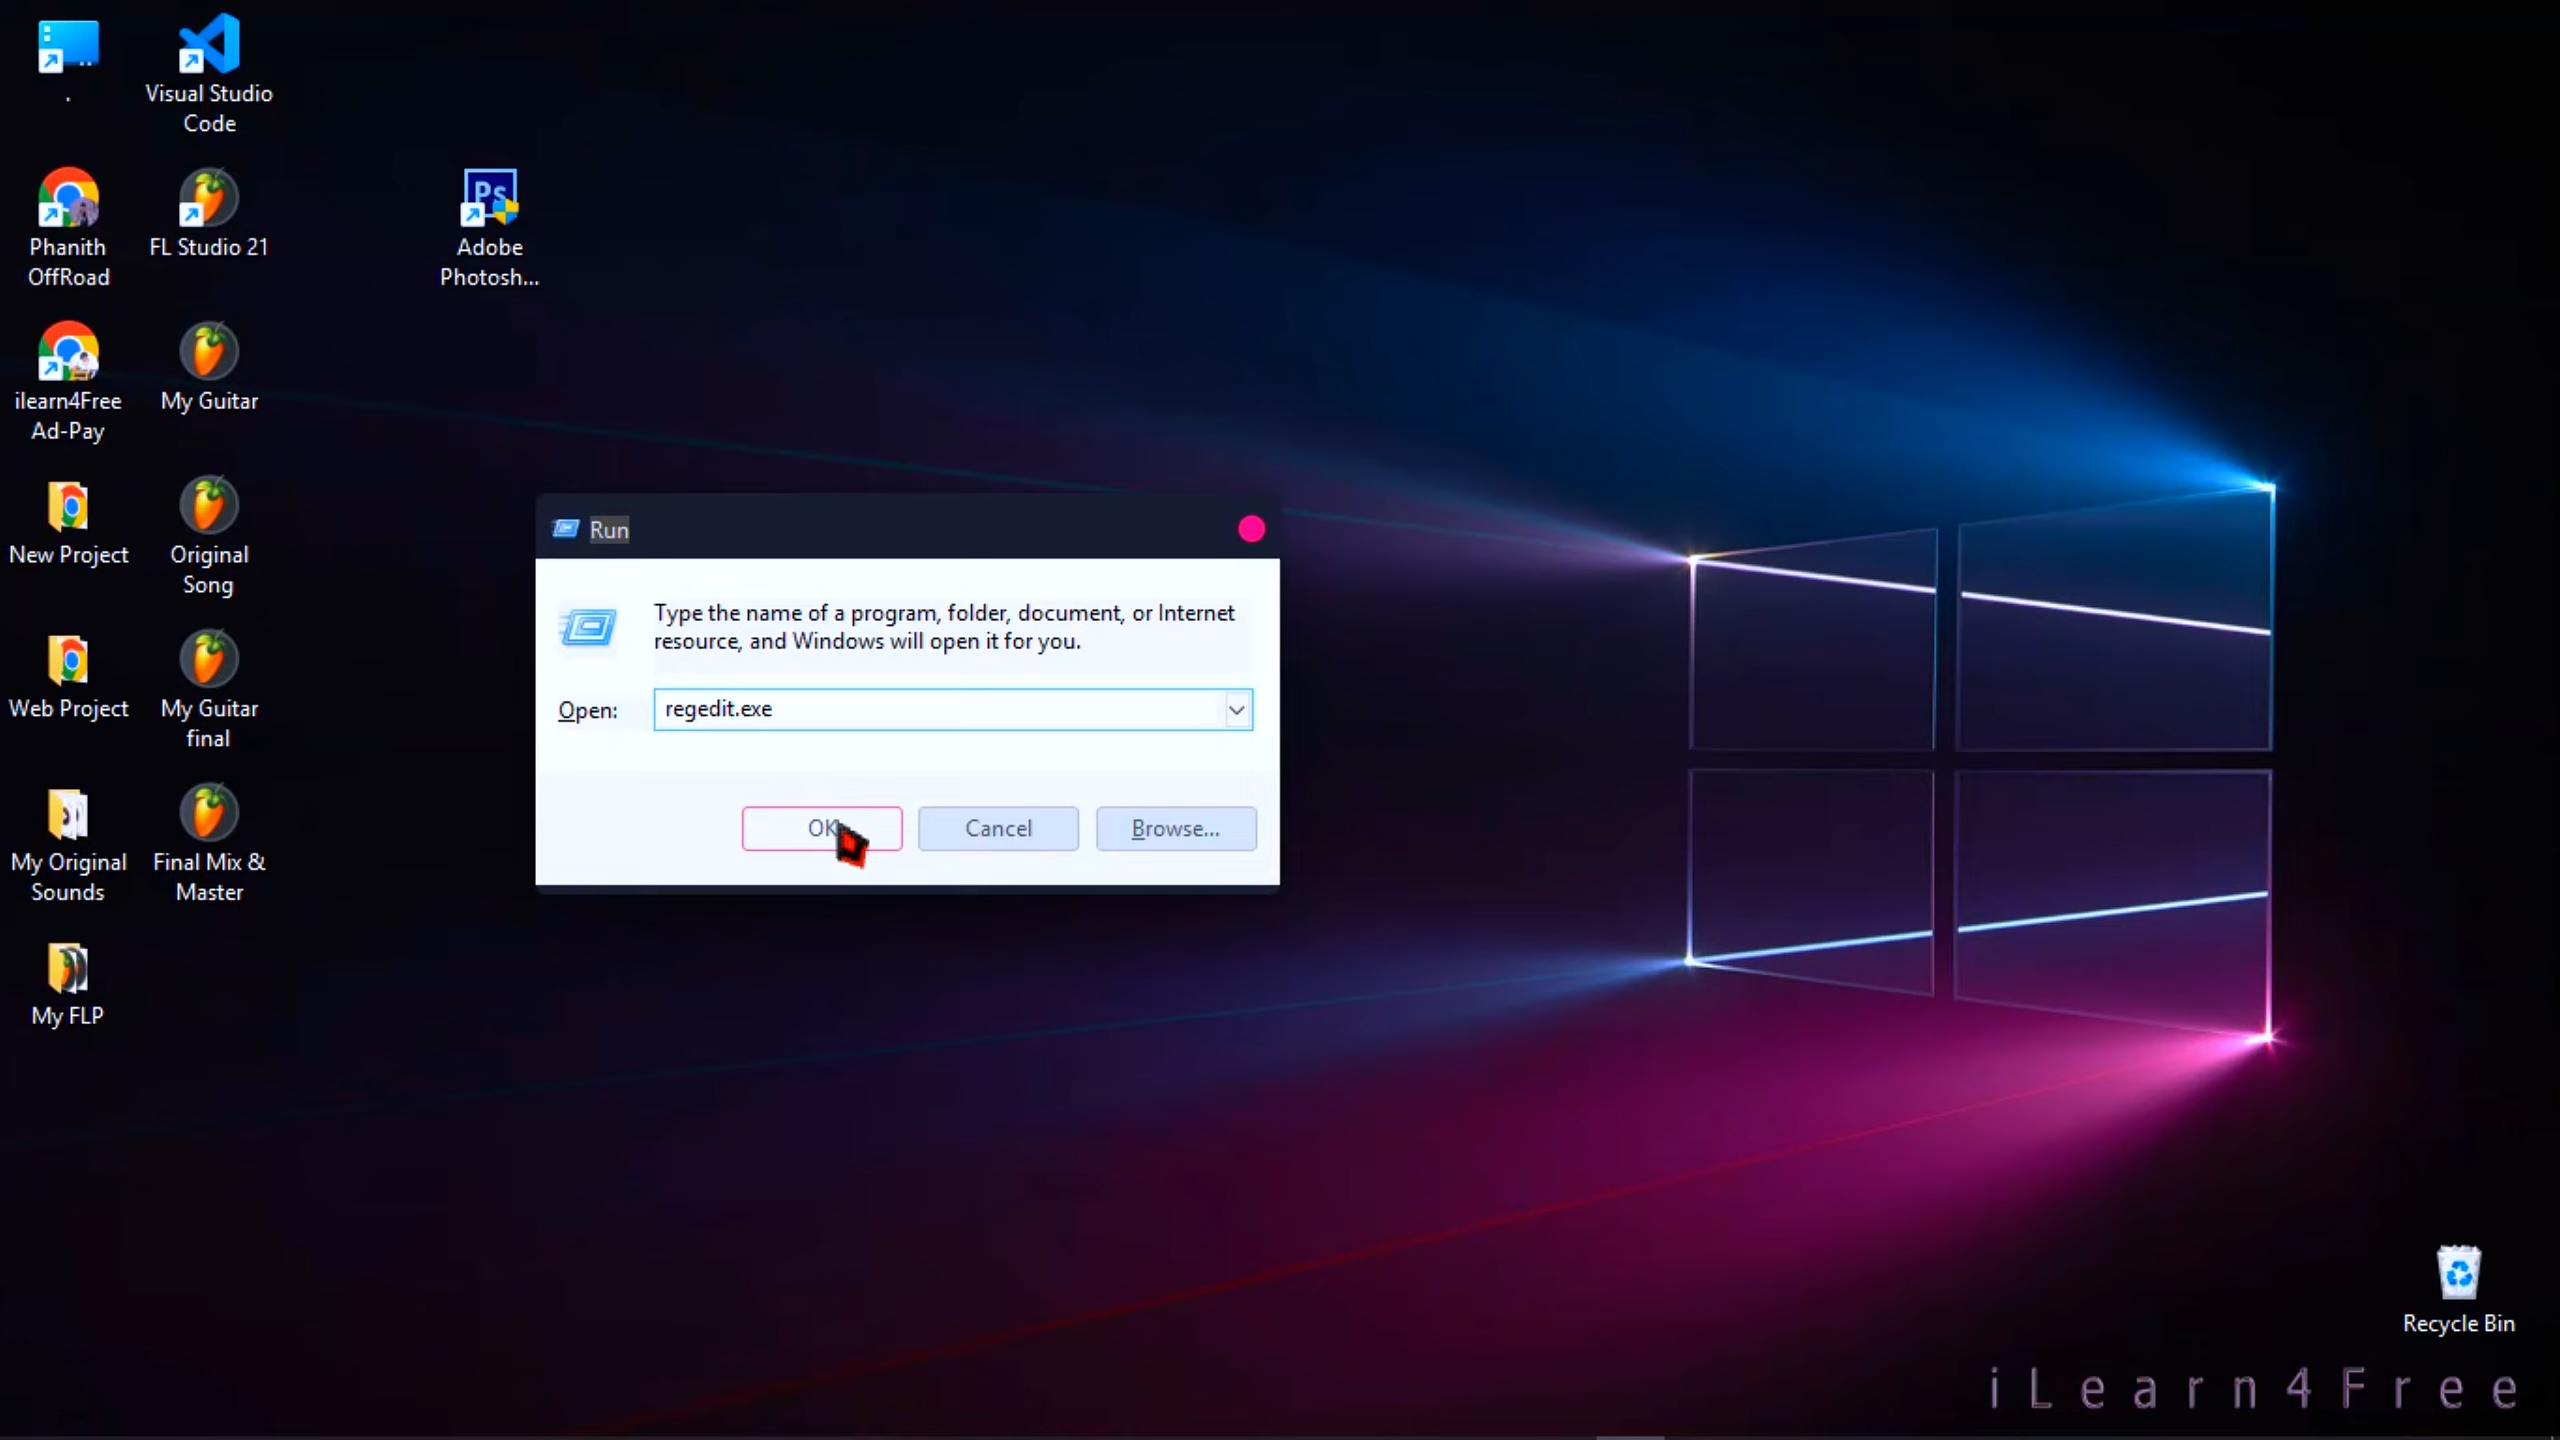 .
Visual Studio
Code
Phanith
OffRoad
FL Studio 21
Ps
Adobe
Photosh...
ilearn4Free
Ad-Pay
My Guitar
New Project
Original
Song
Web Project
My Guitar
final
My Original
Sounds
Final Mix &
Master
My FLP
Run
Type the name of a program, folder, document, or Internet
resource, and Windows will open it for you.
Open:
regedit.exe
OK
Cancel
Browse...
Recycle Bin
iLearn4Free